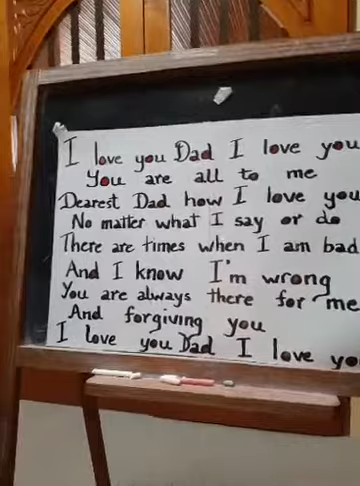 I love you Dad I love you
You are all to me
Dearest Dad how I love you
No matter what I say or do
There are times when I am bad
And I know I'm wrong
You are always there for me
And forgiving you
I love you Dad I love yo